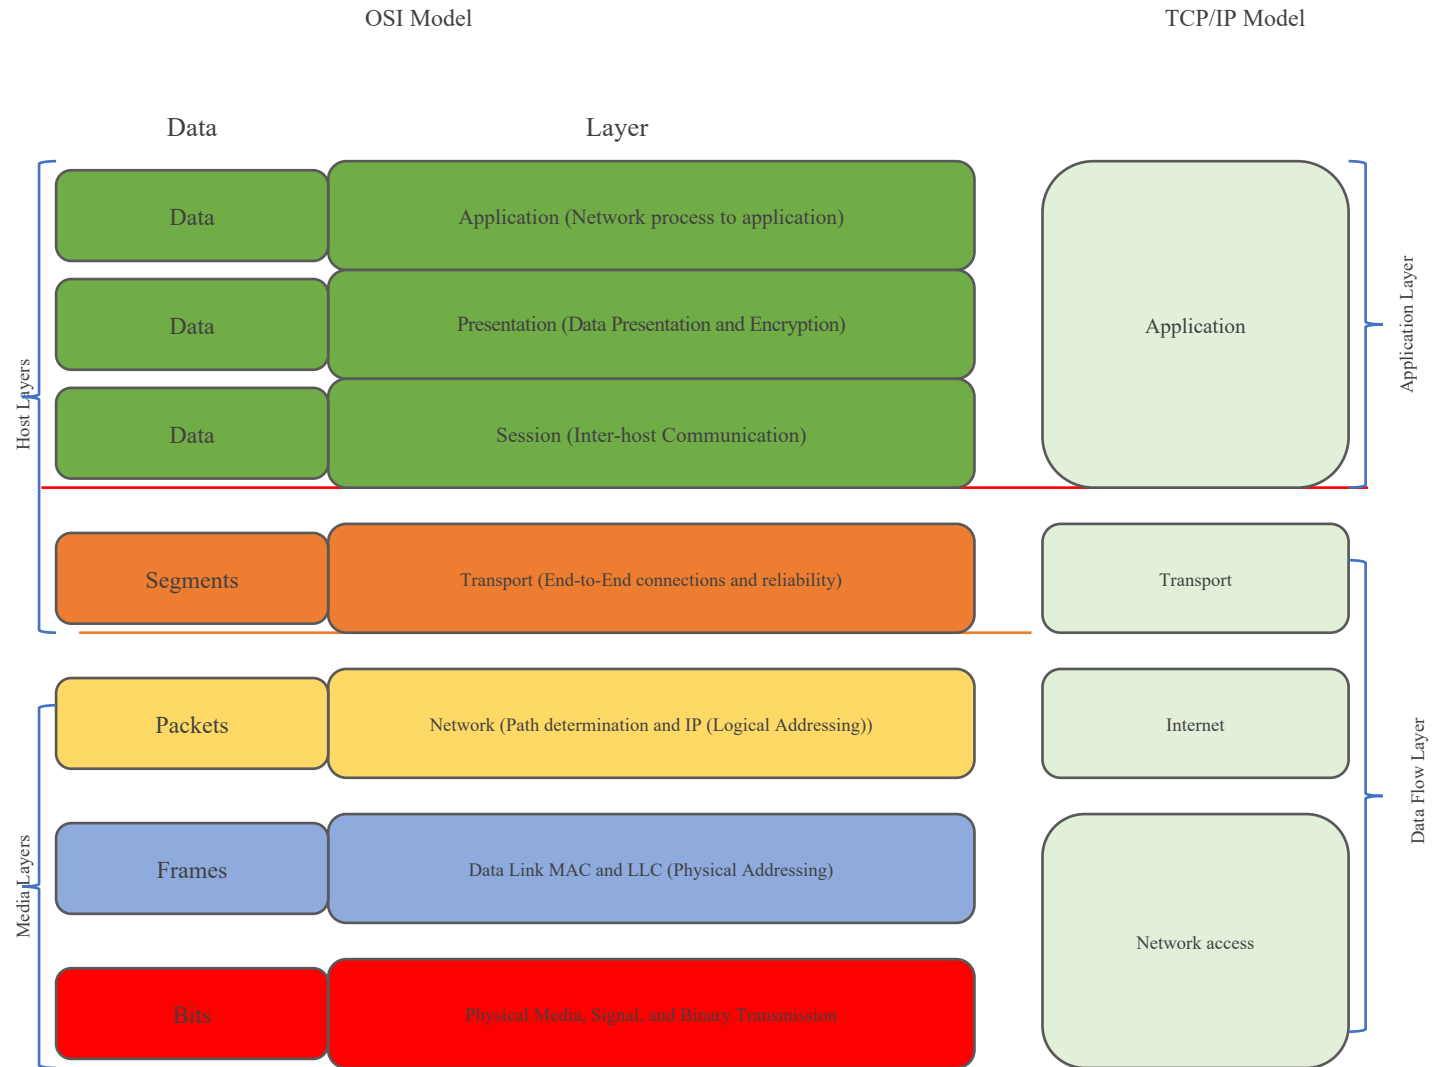 OSI Model
TCP/IP Model
Data
Layer
Data
Application (Network process to application)
Data
Presentation (Data Presentation and Encryption)
Data
Session (Inter-host Communication)
Application
Application Layer
Host Layers
Segments
Transport (End-to-End connections and reliability)
Transport
Packets
Network (Path determination and IP (Logical Addressing))
Internet
Frames
Data Link MAC and LLC (Physical Addressing)
Network access
Data Flow Layer
Media Layers
Bits
Physical Media, Signal, and Binary Transmission